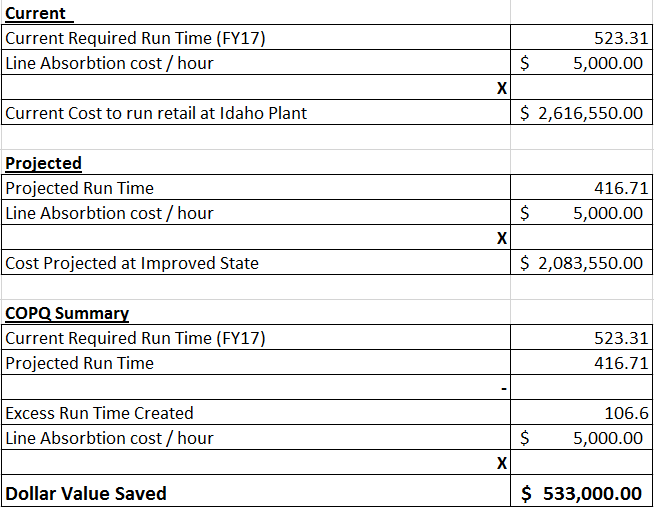 Current
Current Required Run Time (FY17) 523.31
Line Absorbtion cost / hour $ 5,000.00
X
Current Cost to run retail at Idaho Plant $ 2,616,550.00
Projected
Projected Run Time 416.71
Line Absorbtion cost / hour $ 5,000.00
X
Cost Projected at Improved State $ 2,083,550.00
COPQ Summary
Current Required Run Time (FY17) 523.31
Projected Run Time 416.71
-
Excess Run Time Created 106.6
Line Absorbtion cost / hour $ 5,000.00
X
Dollar Value Saved $ 533,000.00